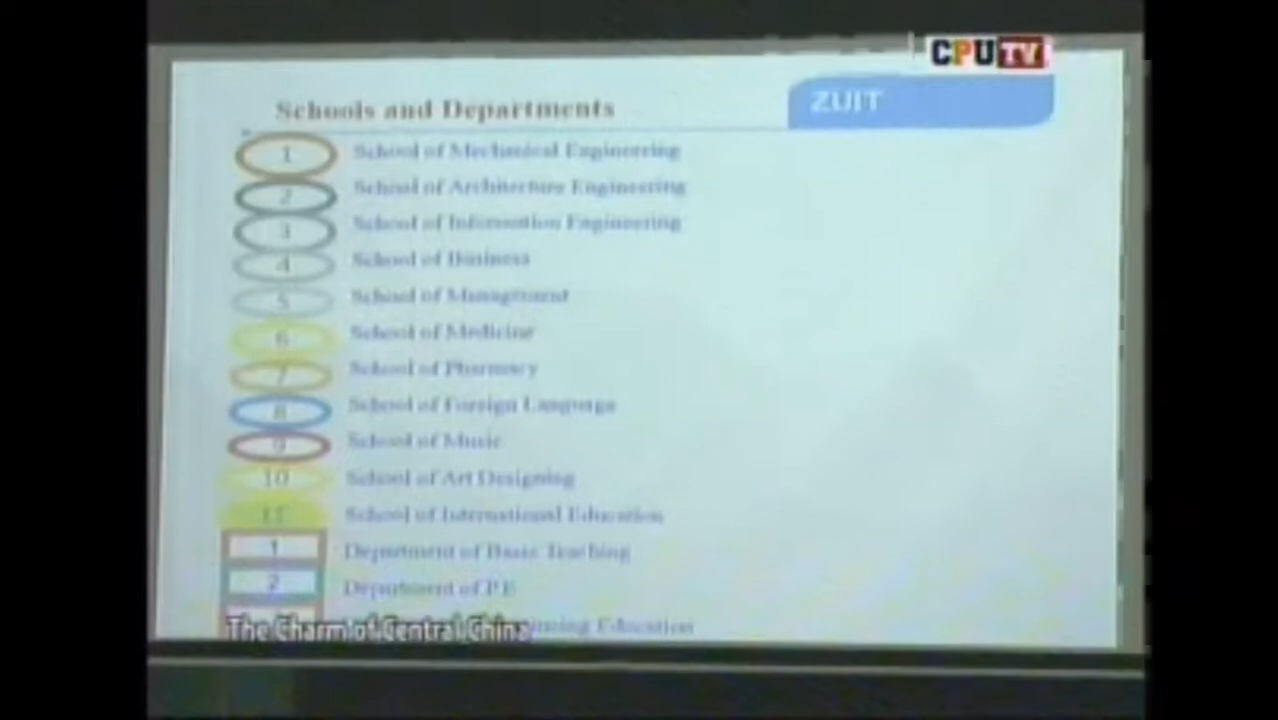 CPU TV
ZUIT
Schools and Departments
1 School of Mechanical Engineering
2 School of Architecture Engineering
3 School of Information Engineering
4 School of Business
5 School of Management
6 School of Medicine
7 School of Pharmacy
8 School of Foreign Language
9 School of Music
10 School of Art Designing
11 School of International Education
1 Department of Basic Teaching
2 Department of P.E
Education
The Charm of Central China